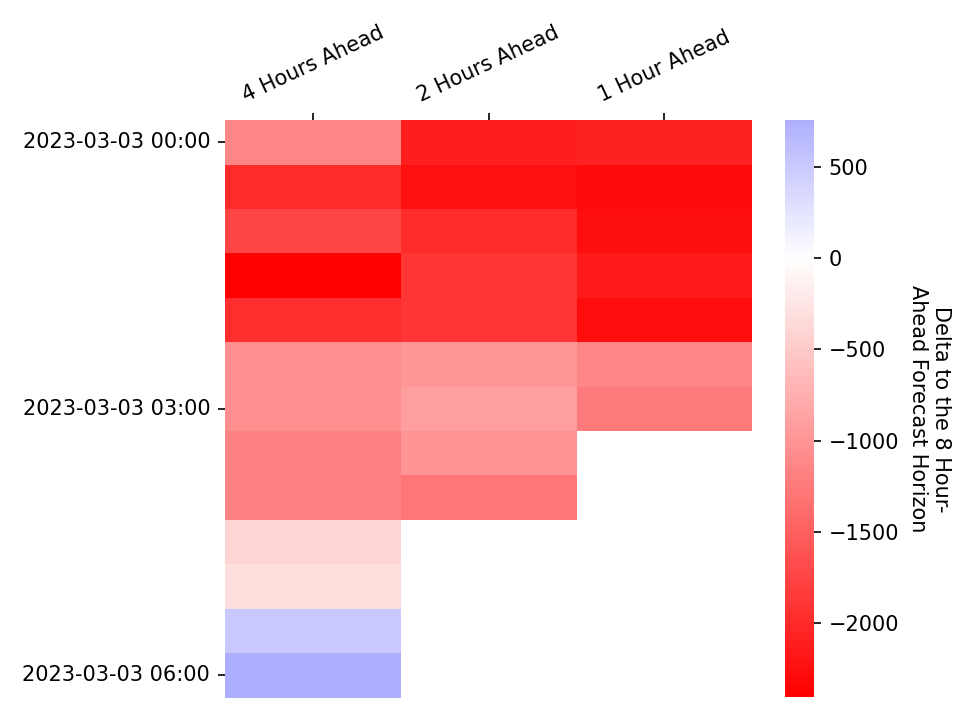 4 Hours Ahead
2 Hours Ahead
1 Hour Ahead
2023-03-03 00:00
2023-03-03 03:00
2023-03-03 06:00
500
0
−500
−1000
−1500
−2000
Delta to the 8 Hour-
Ahead Forecast Horizon